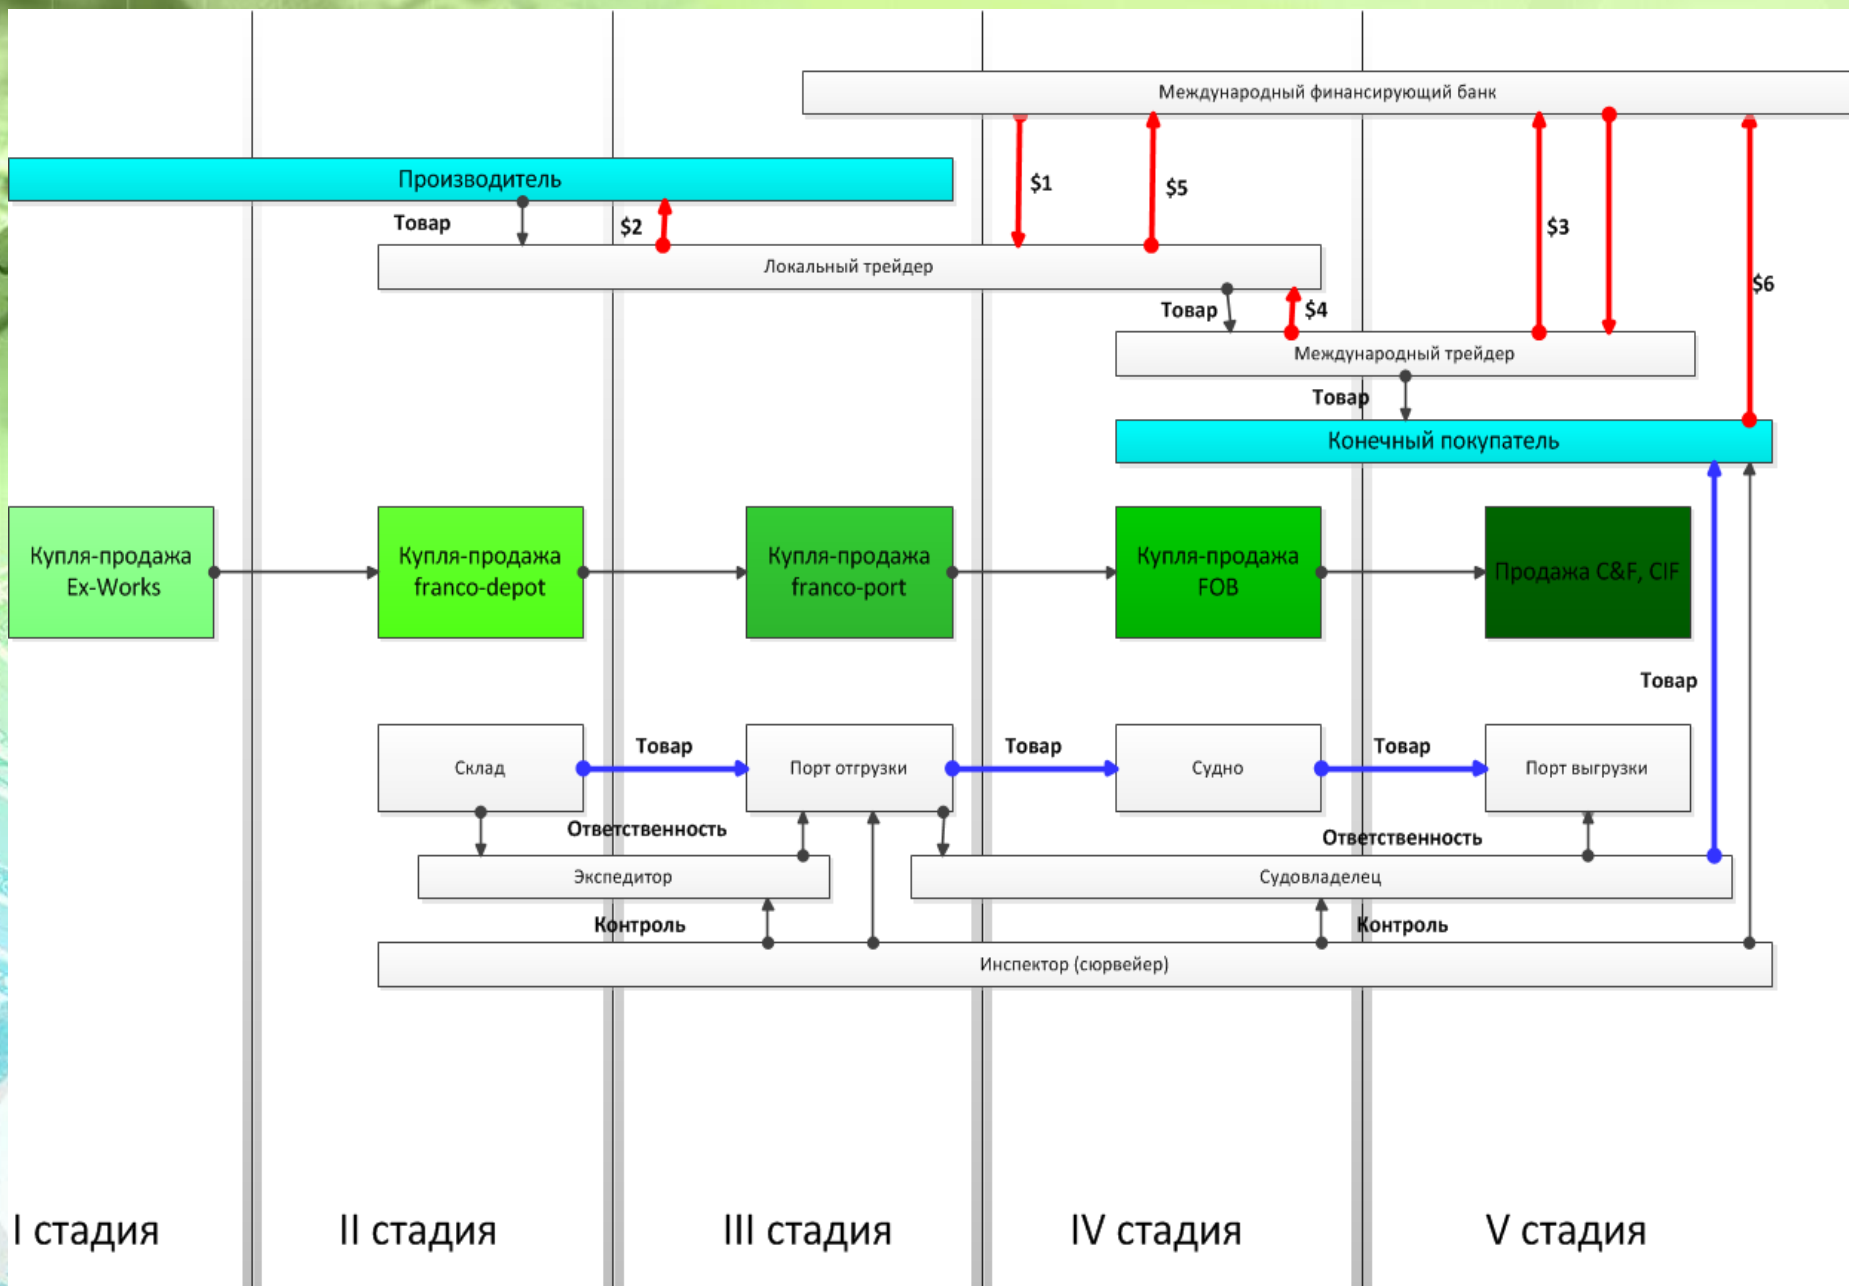 Международный финансирующий банк
Производитель
$1
$5
Товар
$2
$3
Локальный трейдер
$6
Товар
$4
Международный трейдер
Товар
Конечный покупатель
Купля-продажа
Ex-Works
Купля-продажа
franco-depot
Купля-продажа
franco-port
Купля-продажа
FOB
Продажа C&F, CIF
Товар
Склад
Товар
Порт отгрузки
Товар
Судно
Товар
Порт выгрузки
Ответственность
Ответственность
Экспедитор
Судовладелец
Контроль
Контроль
Инспектор (сюрвейер)
I стадия
II стадия
III стадия
IV стадия
V стадия